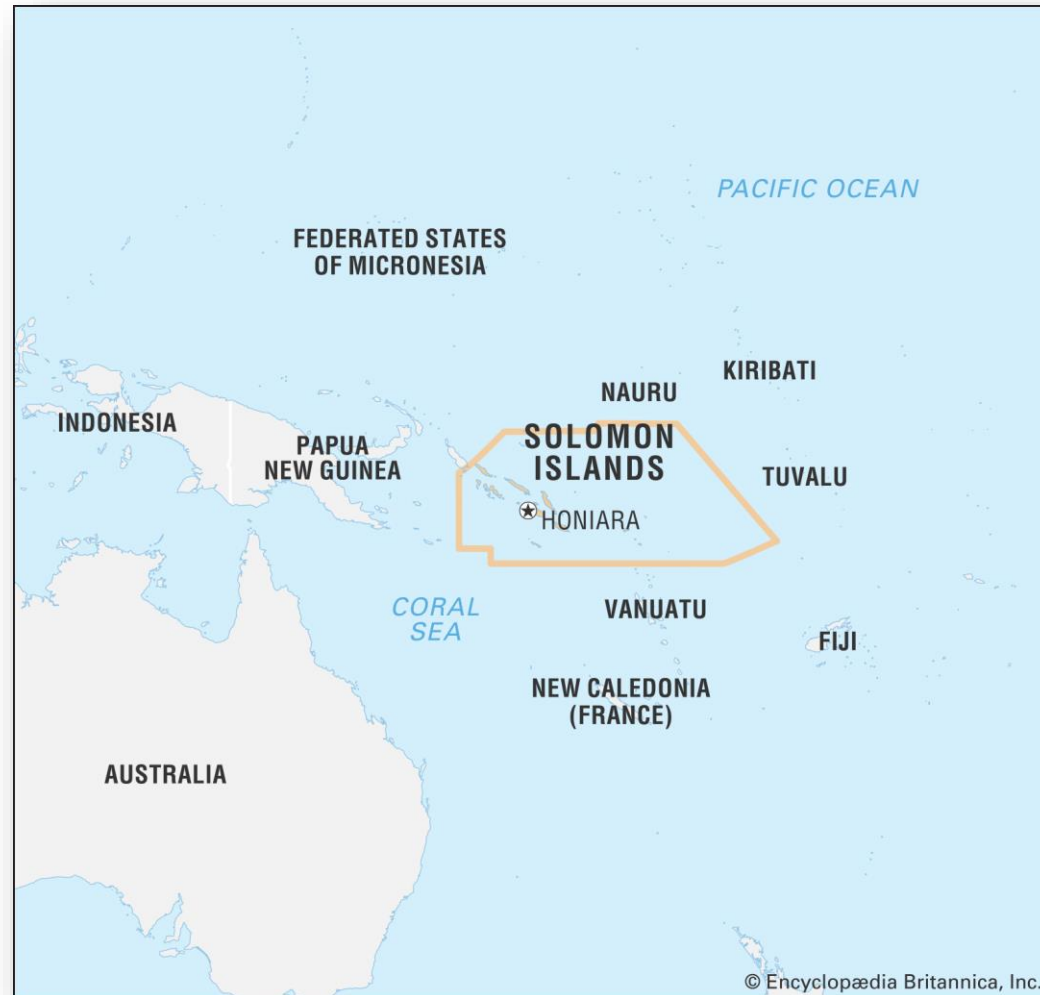 PACIFIC OCEAN
FEDERATED STATES
OF MICRONESIA
KIRIBATI
NAURU
INDONESIA
PAPUA
NEW GUINEA
SOLOMON
ISLANDS
TUVALU
HONIARA
CORAL
SEA
VANUATU
FIJI
NEW CALEDONIA
(FRANCE)
AUSTRALIA
© Encyclopædia Britannica, Inc.